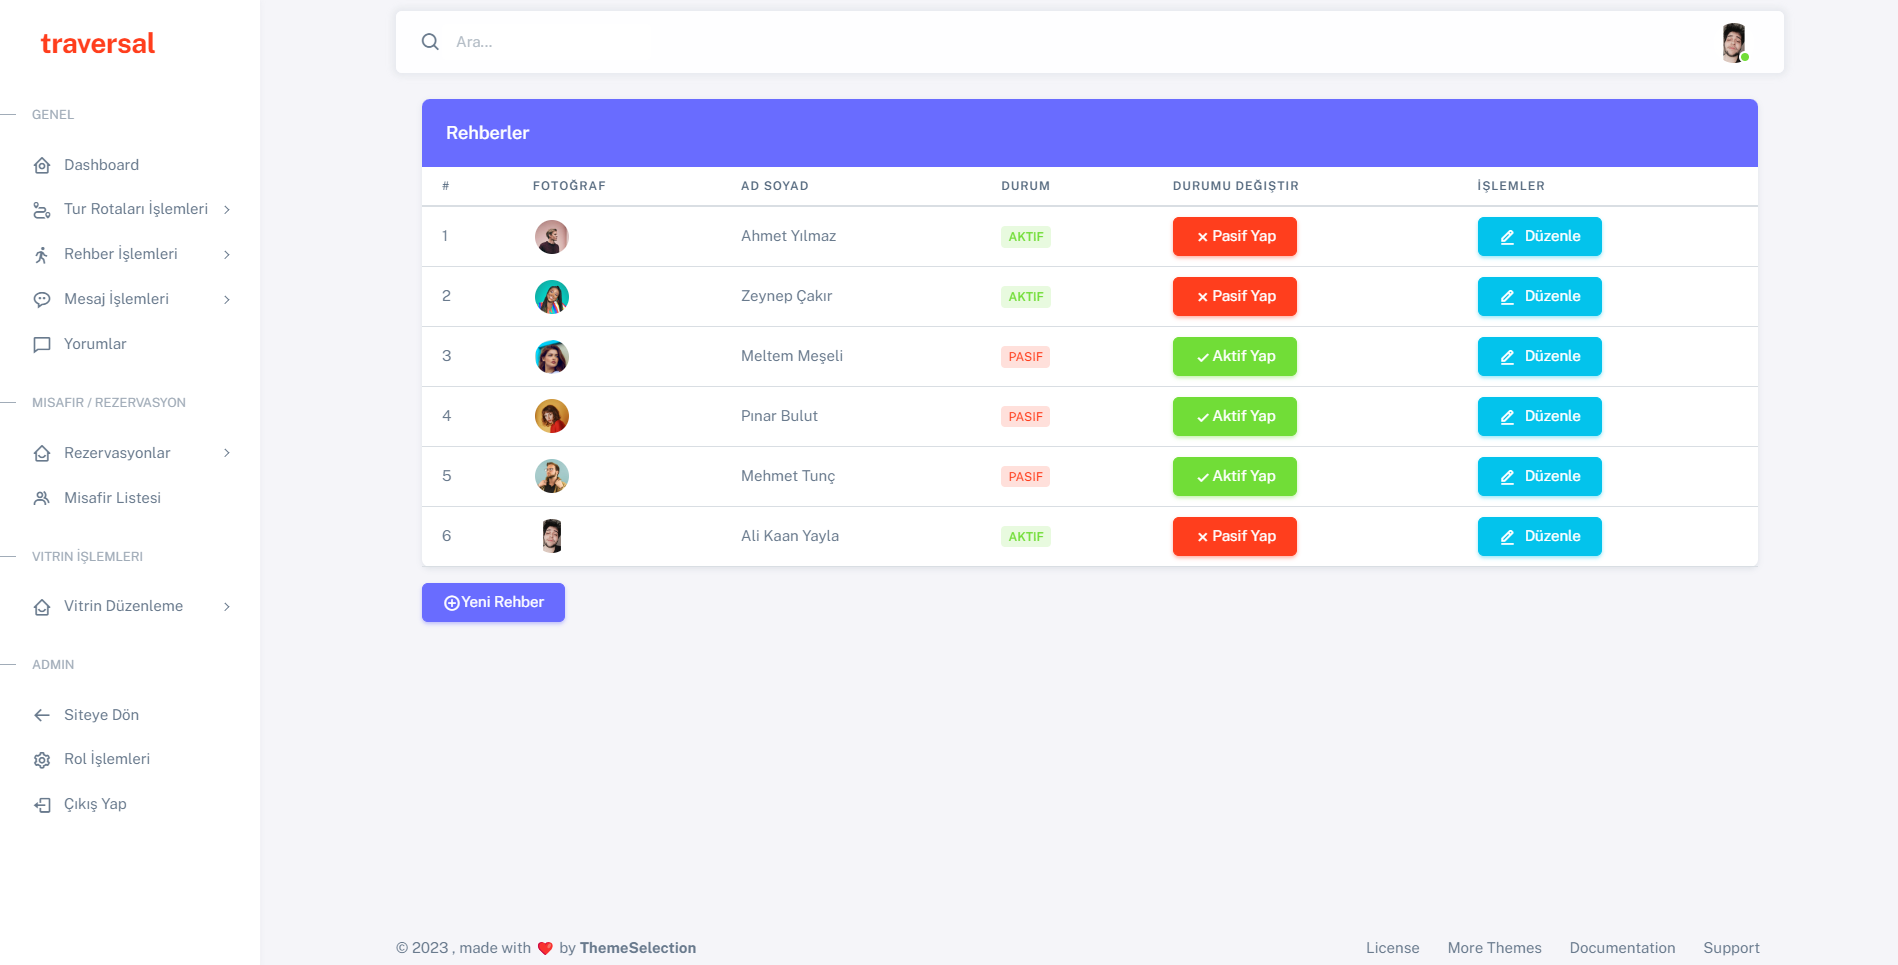 traversal
GENEL
Dashboard
Tur Rotaları İşlemleri
Rehber İşlemleri
Mesaj İşlemleri
Yorumlar
MISAFIR / REZERVASYON
Rezervasyonlar
Misafir Listesi
VITRIN İŞLEMLERI
Vitrin Düzenleme
ADMIN
Siteye Dön
Rol İşlemleri
Çıkış Yap
Ara...
Rehberler
# FOTOĞRAF AD SOYAD DURUM DURUMU DEĞIŞTIR İŞLEMLER
1 Ahmet Yılmaz AKTIF Pasif Yap Düzenle
2 Zeynep Çakır AKTIF Pasif Yap Düzenle
3 Meltem Meşeli PASIF Aktif Yap Düzenle
4 Pınar Bulut PASIF Aktif Yap Düzenle
5 Mehmet Tunç PASIF Aktif Yap Düzenle
6 Ali Kaan Yayla AKTIF Pasif Yap Düzenle
Yeni Rehber
© 2023 , made with ❤️ by ThemeSelection License More Themes Documentation Support